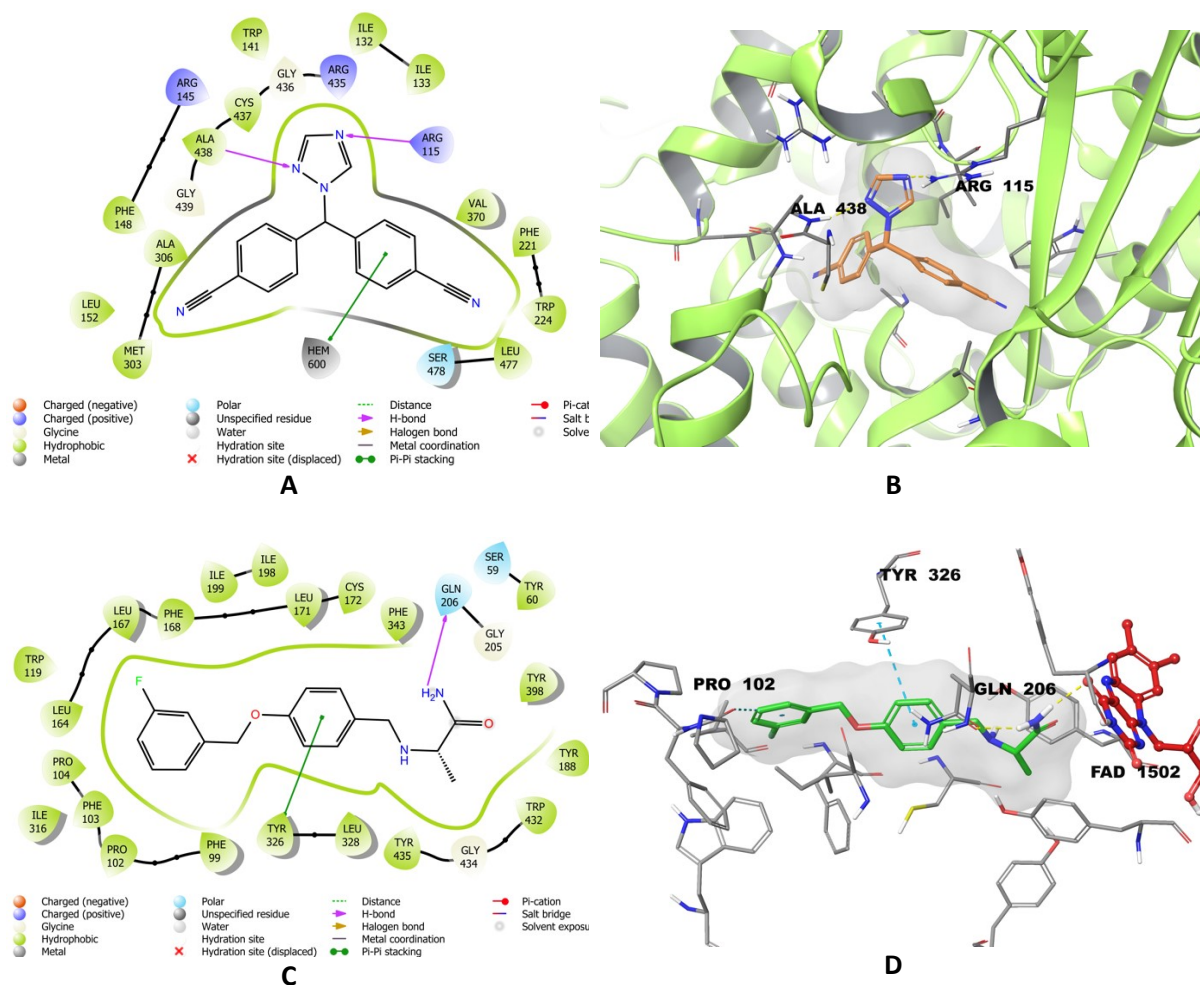 TRP
141
ILE
132
ILE
133
GLY
436
ARG
435
ARG
145
CYS
437
ALA
438
ARG
115
GLY
439
N
N
N
PHE
148
VAL
370
ALA
306
PHE
221
LEU
152
TRP
224
N
N
MET
303
HEM
600
SER
478
LEU
477
Charged (negative)
Charged (positive)
Glycine
Hydrophobic
Metal
Polar
Unspecified residue
Water
Hydration site
Hydration site (displaced)
Distance
H-bond
Halogen bond
Metal coordination
Pi-Pi stacking
Pi-cat
Salt b
Solve
A
ARG 115
ALA 438
B
SER
59
ILE
198
ILE
199
CYS
172
GLN
206
TYR
60
LEU
167
PHE
168
LEU
171
PHE
343
GLY
205
TRP
119
H₂N
TYR
398
F
O
O
LEU
164
N
H
TYR
188
PRO
104
PHE
103
ILE
316
TRP
432
PRO
102
PHE
99
TYR
326
LEU
328
TYR
435
GLY
434
Charged (negative)
Charged (positive)
Glycine
Hydrophobic
Metal
Polar
Unspecified residue
Water
Hydration site
Hydration site (displaced)
Distance
H-bond
Halogen bond
Metal coordination
Pi-Pi stacking
Pi-cation
Salt bridge
Solvent exposu
C
TYR 326
PRO 102
GLN 206
FAD 1502
D